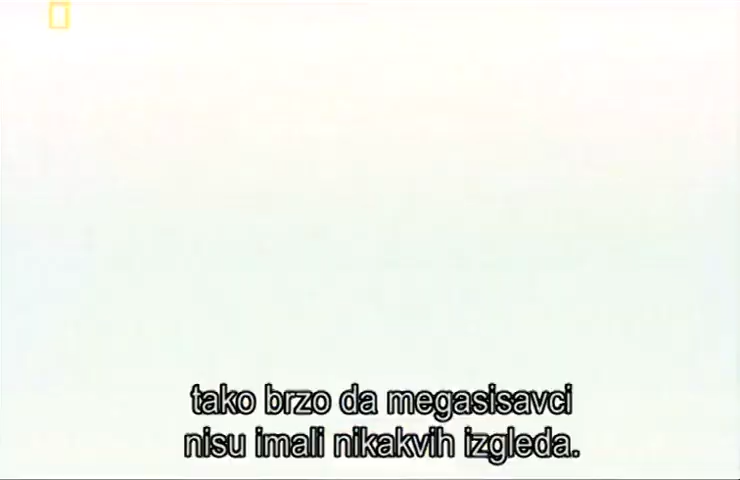 tako brzo da megasisavci
nisu imali nikakvih izgleda.